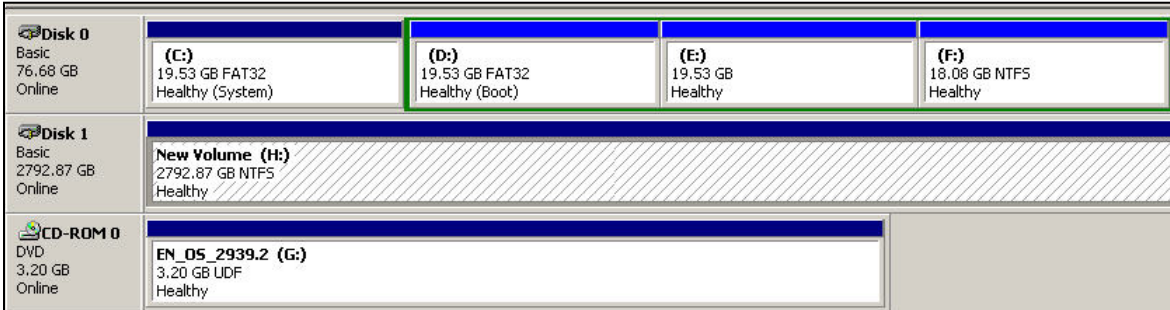 Disk 0
Basic
76.68 GB
Online
(C:)
19.53 GB FAT32
Healthy (System)
(D:)
19.53 GB FAT32
Healthy (Boot)
(E:)
19.53 GB
Healthy
(F:)
18.08 GB NTFS
Healthy
Disk 1
Basic
2792.87 GB
Online
New Volume (H:)
2792.87 GB NTFS
Healthy
CD-ROM 0
DVD
3.20 GB
Online
EN_OS_2939.2 (G:)
3.20 GB UDF
Healthy